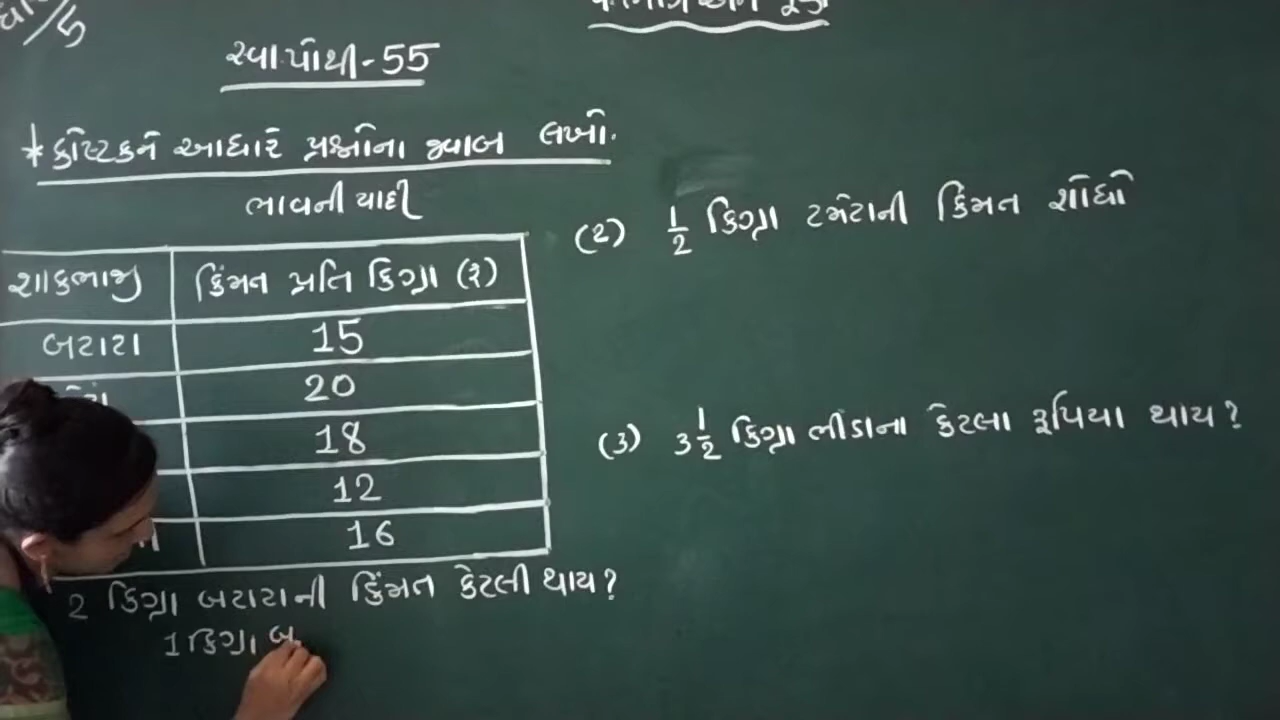 5
સ્વાપોથી-55
* કોષ્ટકને આધારે પ્રશ્નોના જવાબ લખો.
ભાવની યાદી
શાકભાજી કિંમત પ્રતિ કિગ્રા (રૂ)
બટાટા 15
20
18
12
16
2 કિગ્રા બટાટાની કિંમત કેટલી થાય?
1 કિગ્રા બ
(2) 1/2 કિગ્રા ટમેટાની કિંમત શોધો
(3) 3 1/2 કિગ્રા ભીંડાના કેટલા રૂપિયા થાય?